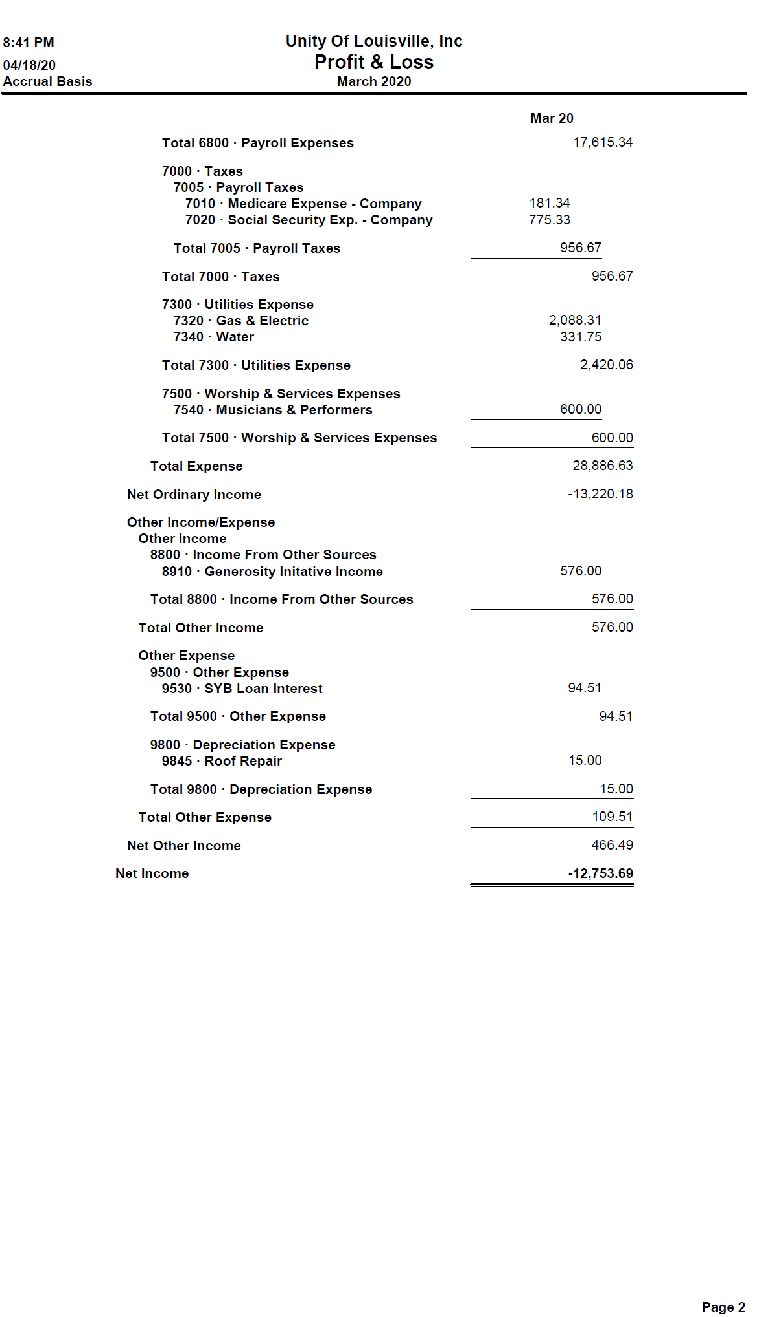 8:41 PM
Unity Of Louisville, Inc
04/18/20
Profit & Loss
Accrual Basis
March 2020
Mar 20
Total 6800 · Payroll Expenses 17,615.34
7000 · Taxes
7005 · Payroll Taxes
7010 · Medicare Expense - Company 181.34
7020 · Social Security Exp. - Company 775.33
Total 7005 · Payroll Taxes 956.67
Total 7000 · Taxes 956.67
7300 · Utilities Expense
7320 · Gas & Electric 2,088.31
7340 · Water 331.75
Total 7300 · Utilities Expense 2,420.06
7500 · Worship & Services Expenses
7540 · Musicians & Performers 600.00
Total 7500 · Worship & Services Expenses 600.00
Total Expense 28,886.63
Net Ordinary Income -13,220.18
Other Income/Expense
Other Income
8800 · Income From Other Sources
8910 · Generosity Initative Income 576.00
Total 8800 · Income From Other Sources 576.00
Total Other Income 576.00
Other Expense
9500 · Other Expense
9530 · SYB Loan Interest 94.51
Total 9500 · Other Expense 94.51
9800 · Depreciation Expense
9845 · Roof Repair 15.00
Total 9800 · Depreciation Expense 15.00
Total Other Expense 109.51
Net Other Income 466.49
Net Income -12,753.69
Page 2